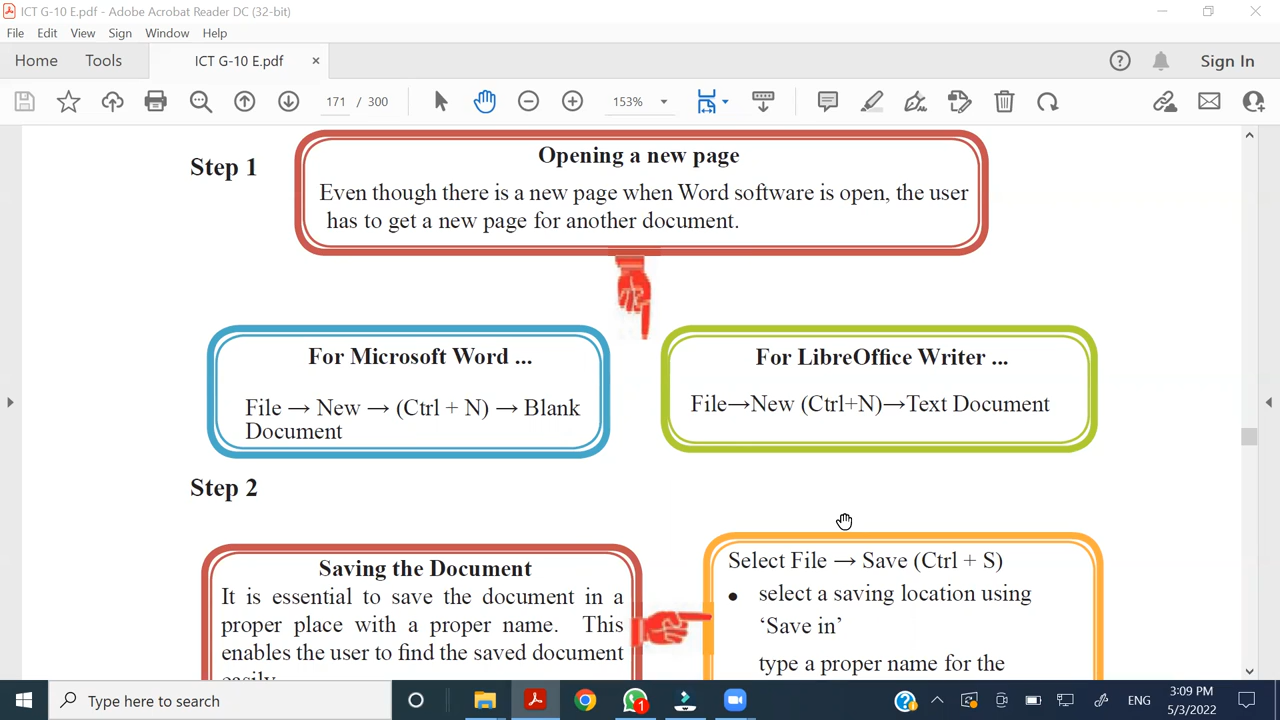 ICT G-10 E.pdf - Adobe Acrobat Reader DC (32-bit)
File Edit View Sign Window Help
Home Tools ICT G-10 E.pdf × Sign In
171 / 300 153%
Step 1
Opening a new page
Even though there is a new page when Word software is open, the user
has to get a new page for another document.
For Microsoft Word ...
File → New → (Ctrl + N) → Blank
Document
For LibreOffice Writer ...
File→New (Ctrl+N)→Text Document
Step 2
Saving the Document
It is essential to save the document in a
proper place with a proper name. This
enables the user to find the saved document
easily.
Select File → Save (Ctrl + S)
• select a saving location using
‘Save in’
type a proper name for the
Type here to search
1
ENG
3:09 PM
5/3/2022